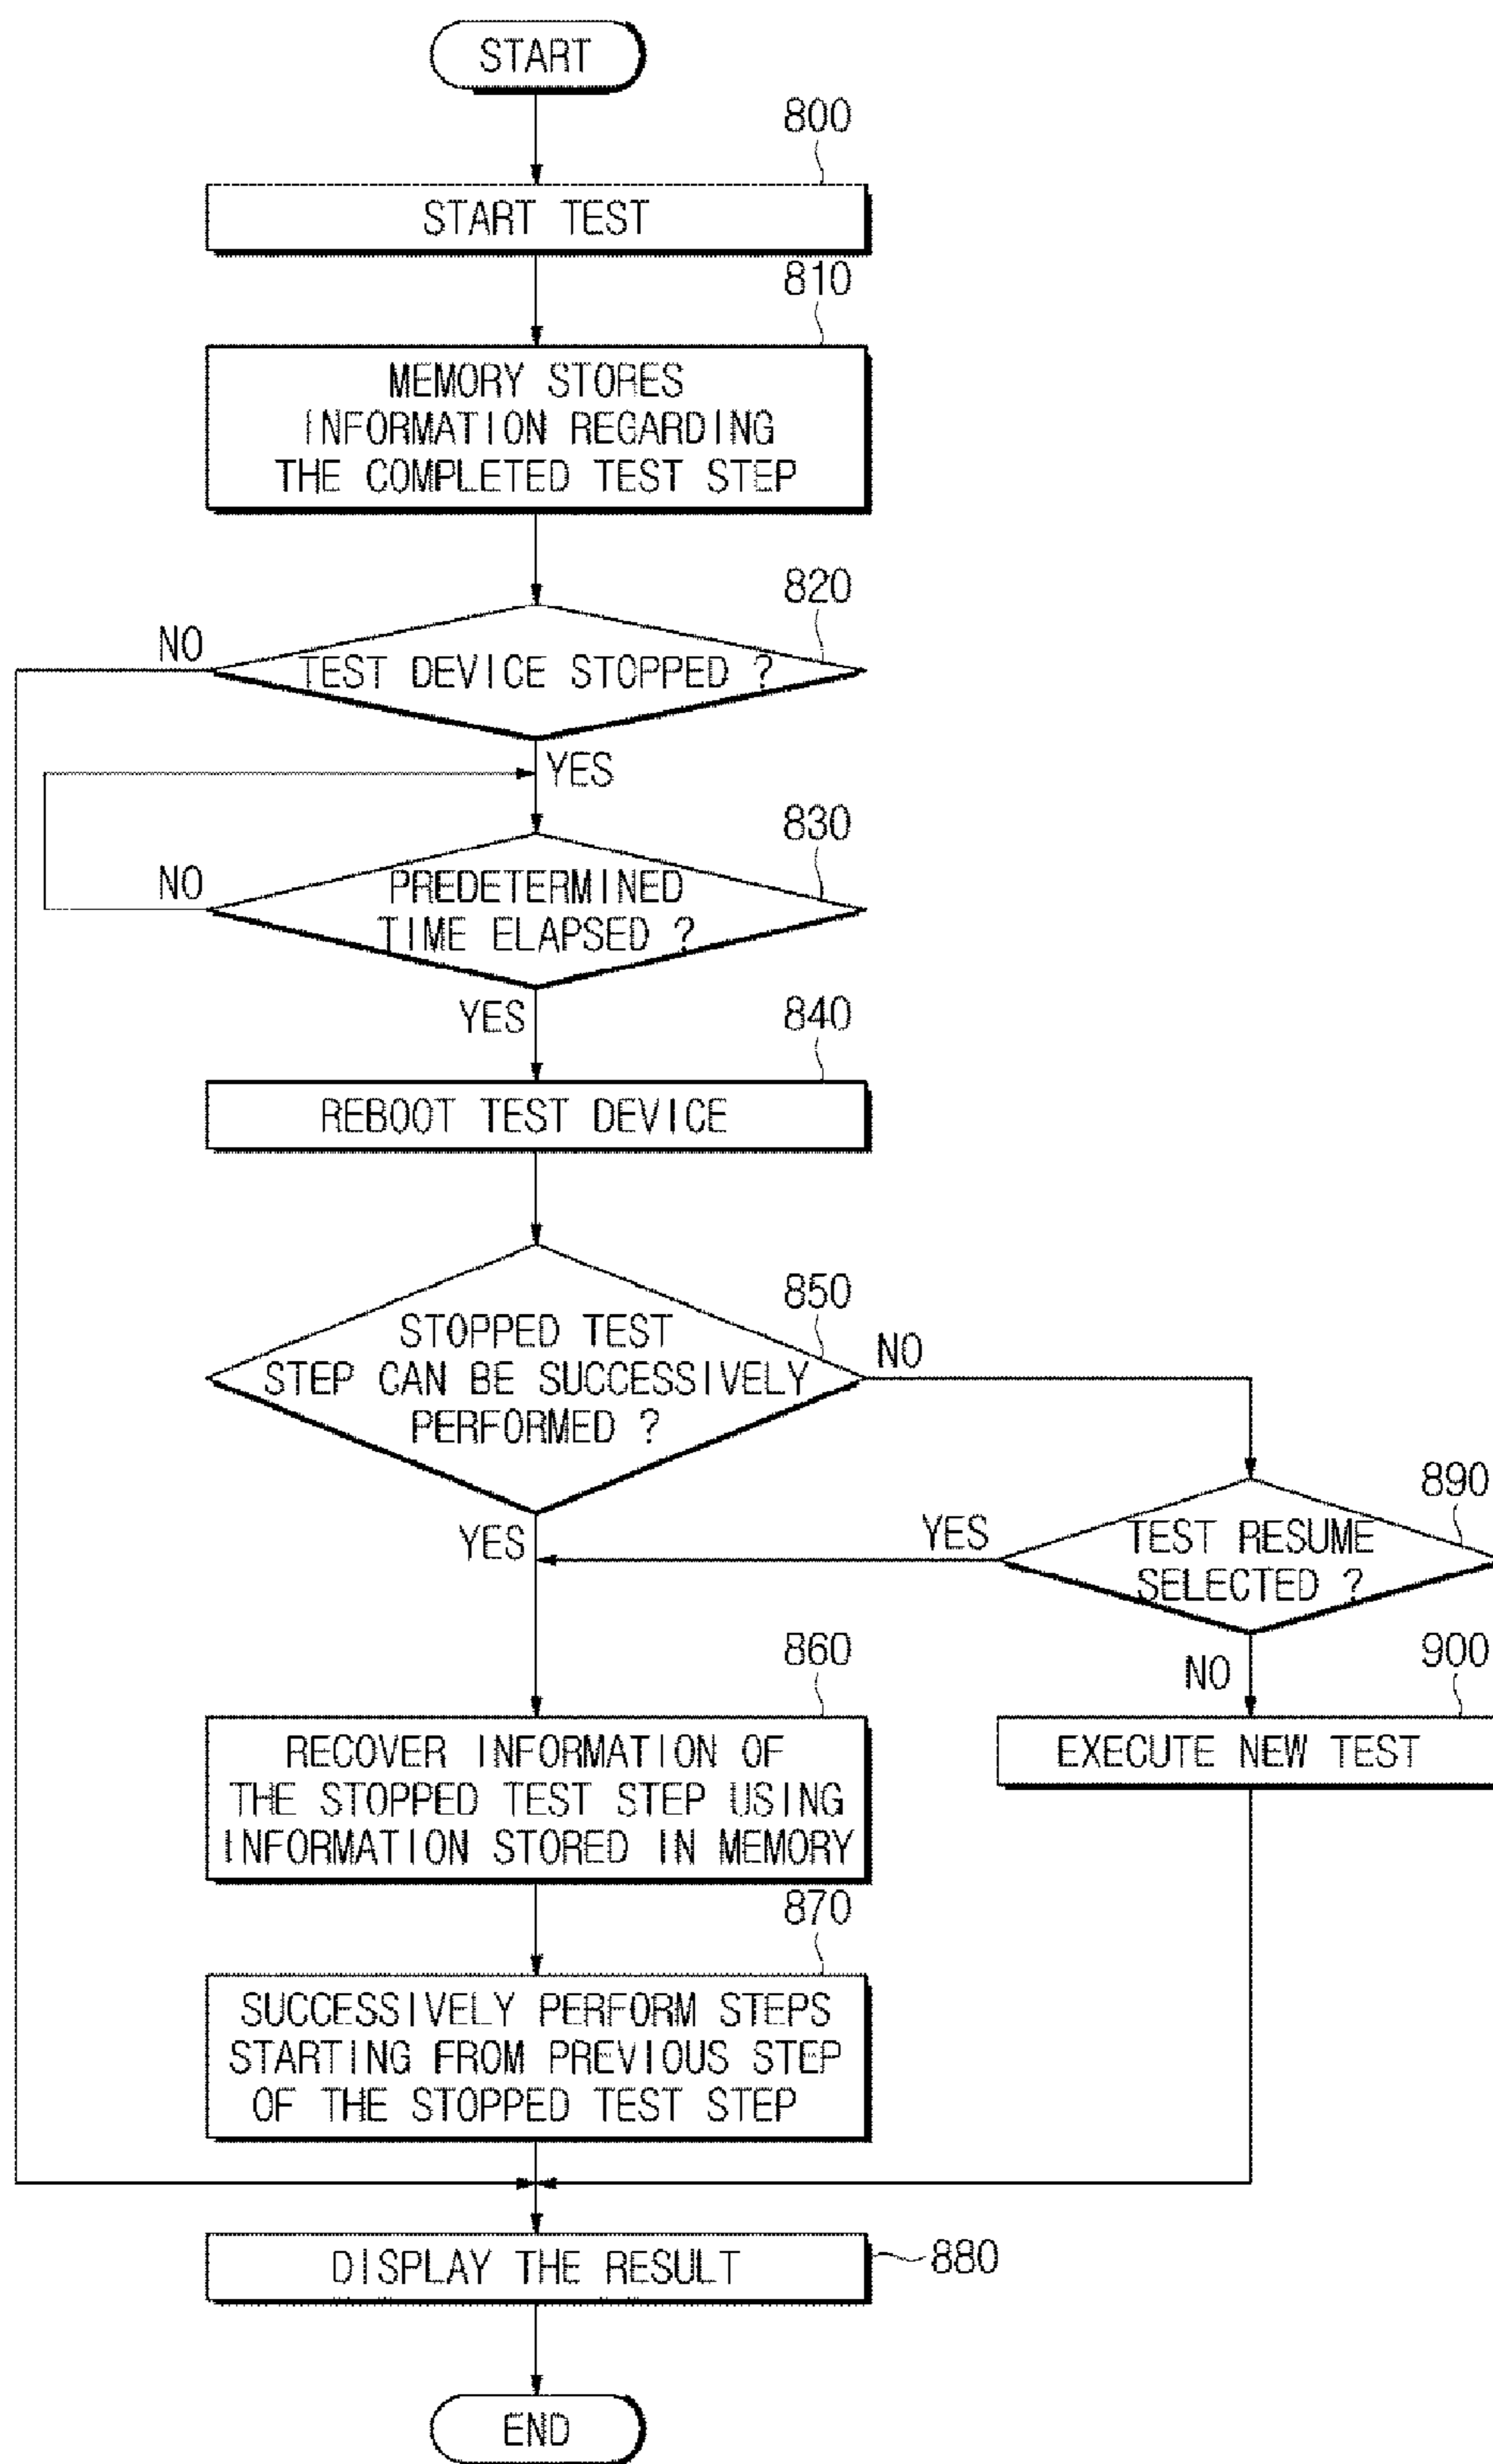 START
800
START TEST
810
MEMORY STORES
INFORMATION REGARDING
THE COMPLETED TEST STEP
820
NO
TEST DEVICE STOPPED ?
YES
830
NO
PREDETERMINED
TIME ELAPSED ?
YES
840
REBOOT TEST DEVICE
850
STOPPED TEST
STEP CAN BE SUCCESSIVELY
PERFORMED ?
NO
890
YES
YES
TEST RESUME
SELECTED ?
860
NO
900
RECOVER INFORMATION OF
THE STOPPED TEST STEP USING
INFORMATION STORED IN MEMORY
EXECUTE NEW TEST
870
SUCCESSIVELY PERFORM STEPS
STARTING FROM PREVIOUS STEP
OF THE STOPPED TEST STEP
DISPLAY THE RESULT
880
END